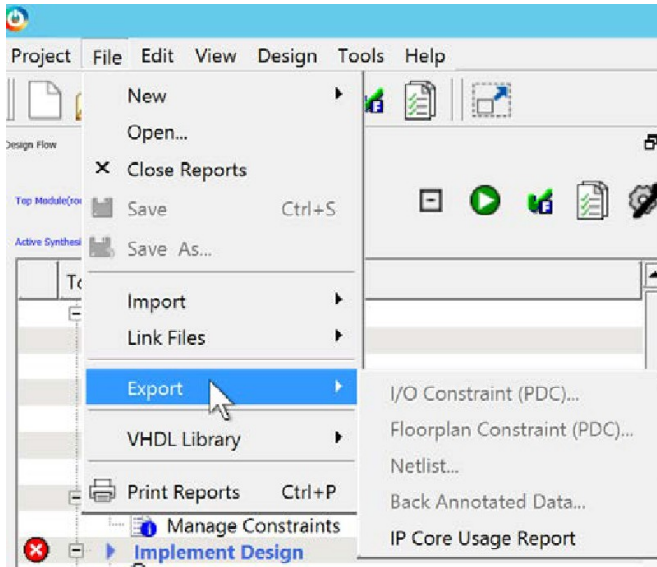 Project File Edit View Design Tools Help
New
Open...
Design Flow
Close Reports
Top Module(roo
Save Ctrl+S
Active Synthesi
Save As...
To
Import
Link Files
Export
I/O Constraint (PDC)...
Floorplan Constraint (PDC)...
VHDL Library
Netlist...
Print Reports Ctrl+P
Back Annotated Data...
Manage Constraints
IP Core Usage Report
Implement Design